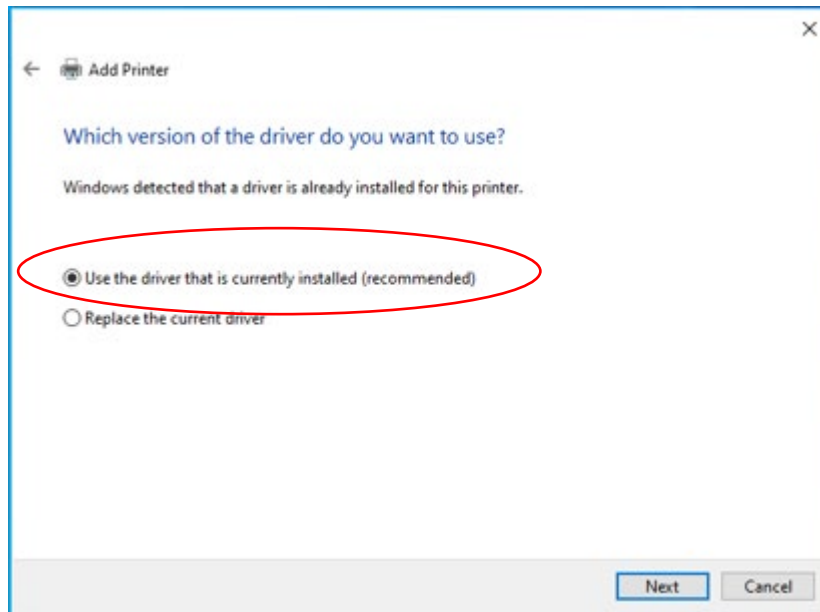 Add Printer
Which version of the driver do you want to use?
Windows detected that a driver is already installed for this printer.
Use the driver that is currently installed (recommended)
Replace the current driver
Next Cancel